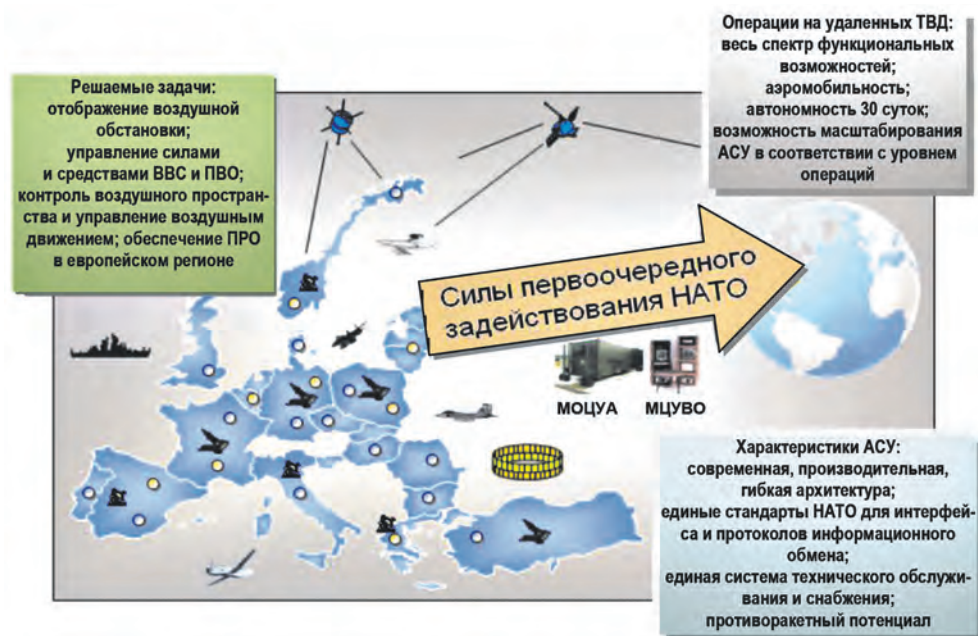 Решаемые задачи:
отображение воздушной
обстановки;
управление силами
и средствами ВВС и ПВО;
контроль воздушного простран-
ства и управление воздушным
движением; обеспечение ПРО
в европейском регионе
Операции на удаленных ТВД:
весь спектр функциональных
возможностей;
аэромобильность;
автономность 30 суток;
возможность масштабирования
АСУ в соответствии с уровнем
операций
Силы первоочередного
задействования НАТО
МОЦУА
МЦУВО
Характеристики АСУ:
современная, производительная,
гибкая архитектура;
единые стандарты НАТО для интерфей-
са и протоколов информационного
обмена;
единая система технического обслужи-
вания и снабжения;
противоракетный потенциал